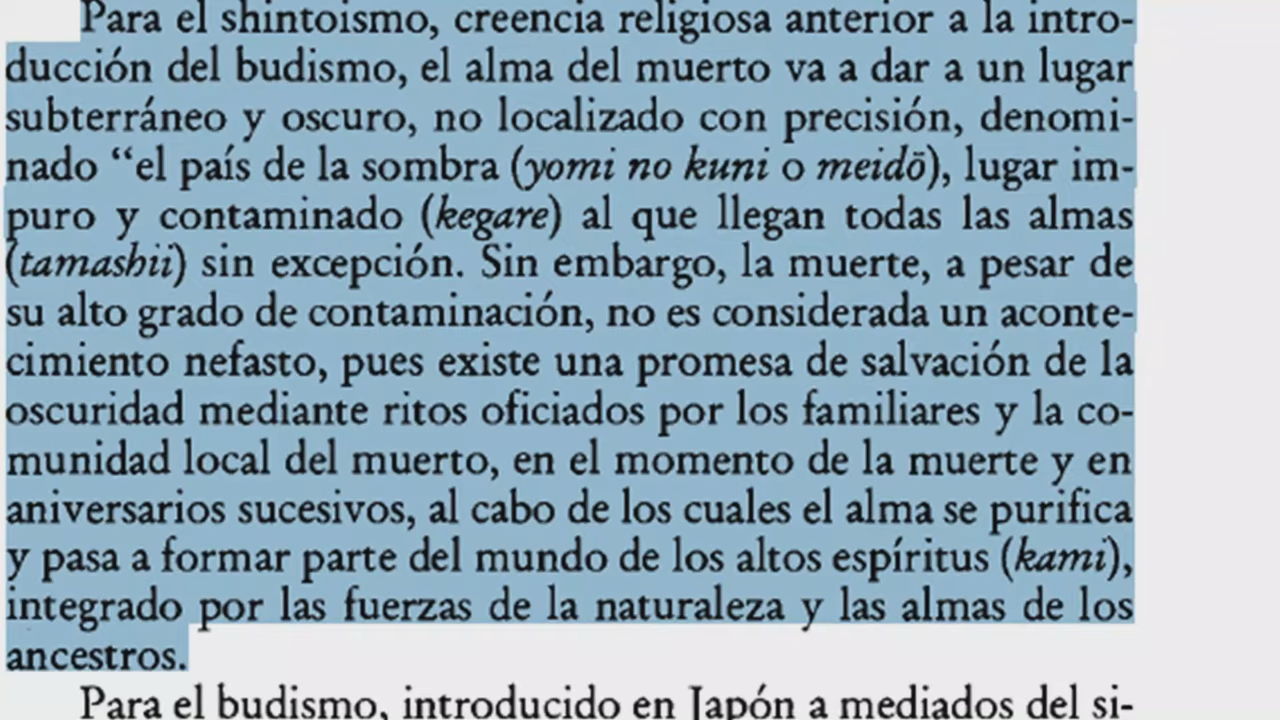 Para el shintoísmo, creencia religiosa anterior a la intro-
ducción del budismo, el alma del muerto va a dar a un lugar
subterráneo y oscuro, no localizado con precisión, denomi-
nado “el país de la sombra (yomi no kuni o meidō), lugar im-
puro y contaminado (kegare) al que llegan todas las almas
(tamashii) sin excepción. Sin embargo, la muerte, a pesar de
su alto grado de contaminación, no es considerada un aconte-
cimiento nefasto, pues existe una promesa de salvación de la
oscuridad mediante ritos oficiados por los familiares y la co-
munidad local del muerto, en el momento de la muerte y en
aniversarios sucesivos, al cabo de los cuales el alma se purifica
y pasa a formar parte del mundo de los altos espíritus (kami),
integrado por las fuerzas de la naturaleza y las almas de los
ancestros.
Para el budismo, introducido en Japón a mediados del si-